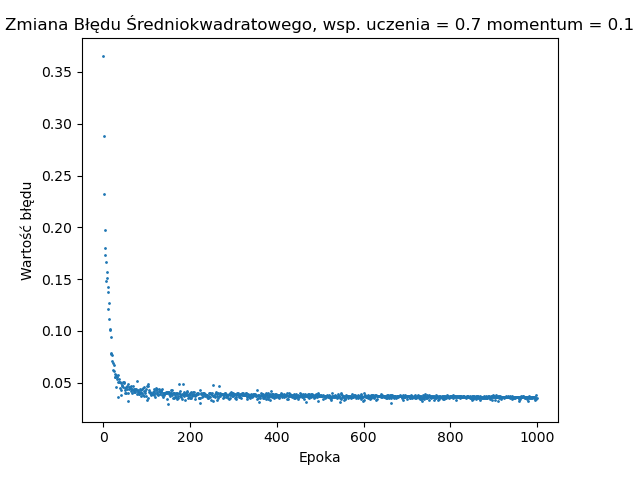 Zmiana Błędu Średniokwadratowego, wsp. uczenia = 0.7 momentum = 0.1
0.35
0.30
0.25
0.20
0.15
0.10
0.05
Wartość błędu
0 200 400 600 800 1000
Epoka